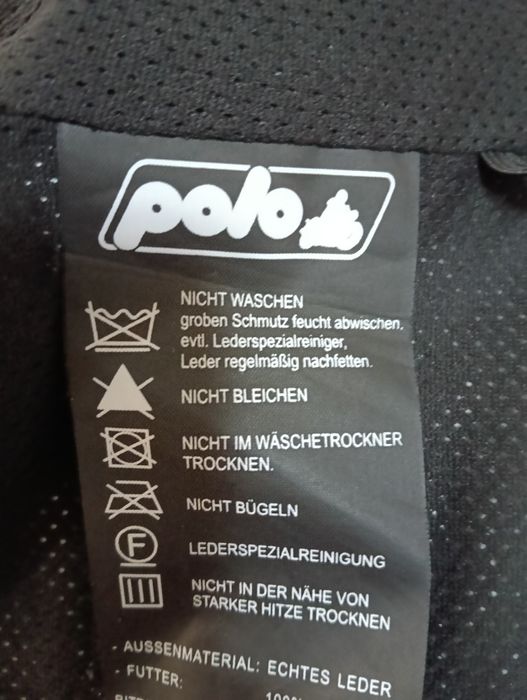 polo
NICHT WASCHEN
groben Schmutz feucht abwischen.
evtl. Lederspezialreiniger,
Leder regelmäßig nachfetten.
NICHT BLEICHEN
NICHT IM WÄSCHETROCKNER
TROCKNEN.
NICHT BÜGELN
F
LEDERSPEZIALREINIGUNG
NICHT IN DER NÄHE VON
STARKER HITZE TROCKNEN
. AUSSENMATERIAL: ECHTES LEDER
FUTTER:
100%